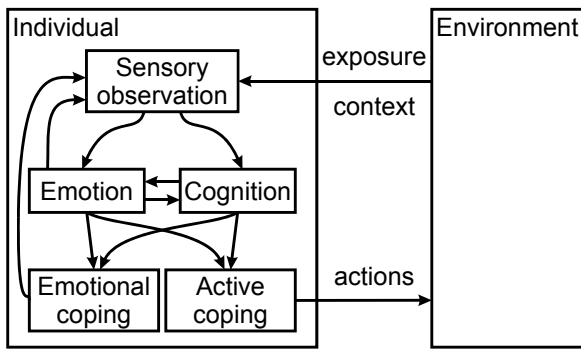 Individual
Environment
Sensory
observation
exposure
context
Emotion
Cognition
Emotional
coping
Active
coping
actions